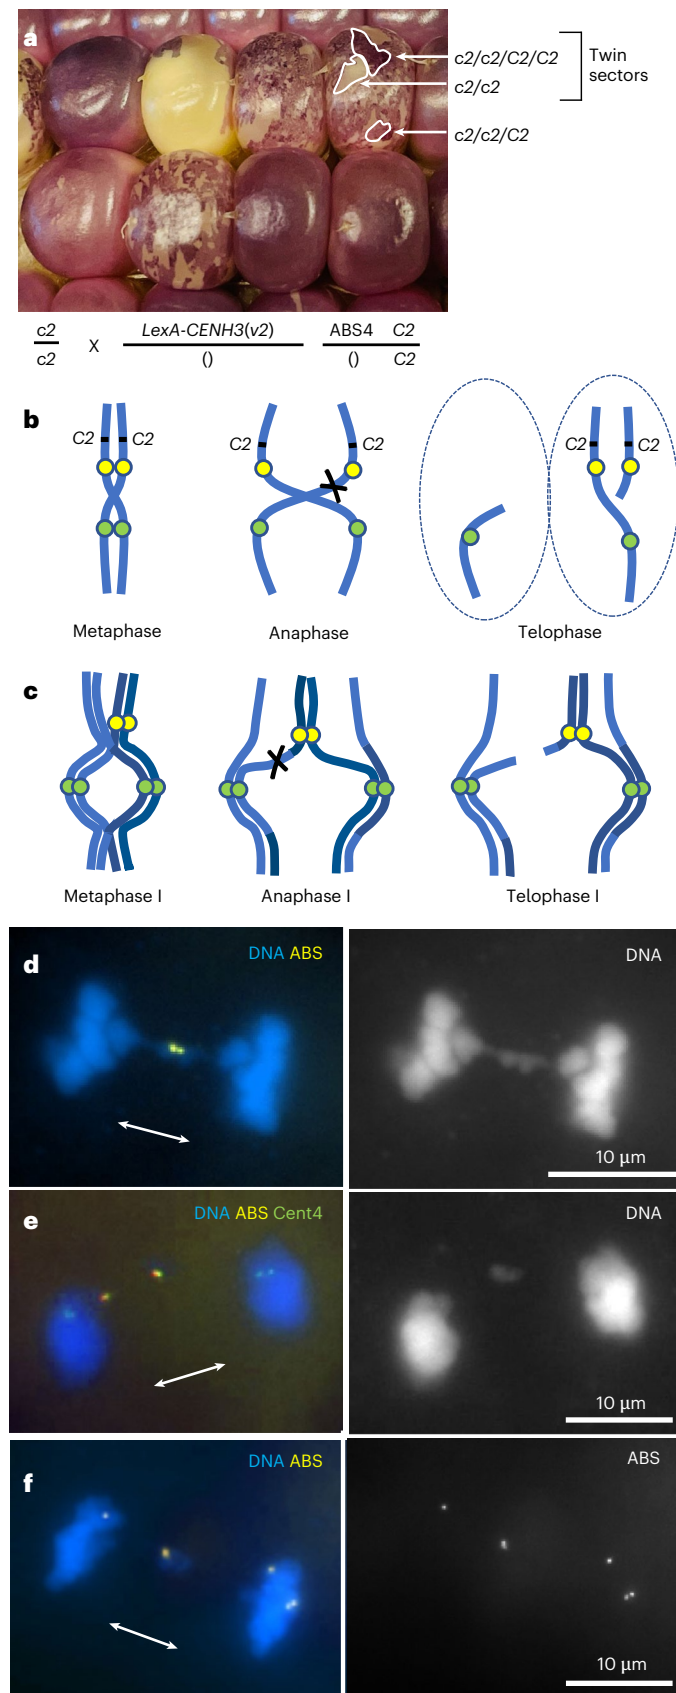 a
c2/c2/C2/C2
c2/c2
Twin
sectors
c2/c2/C2
c2
c2
X
LexA-CENH3(v2)
()
ABS4 C2
() C2
b
C2 C2
C2 C2
C2 C2
Metaphase
Anaphase
Telophase
c
Metaphase I
Anaphase I
Telophase I
d
DNA ABS
DNA
10 µm
e
DNA ABS Cent4
DNA
10 µm
f
DNA ABS
ABS
10 µm